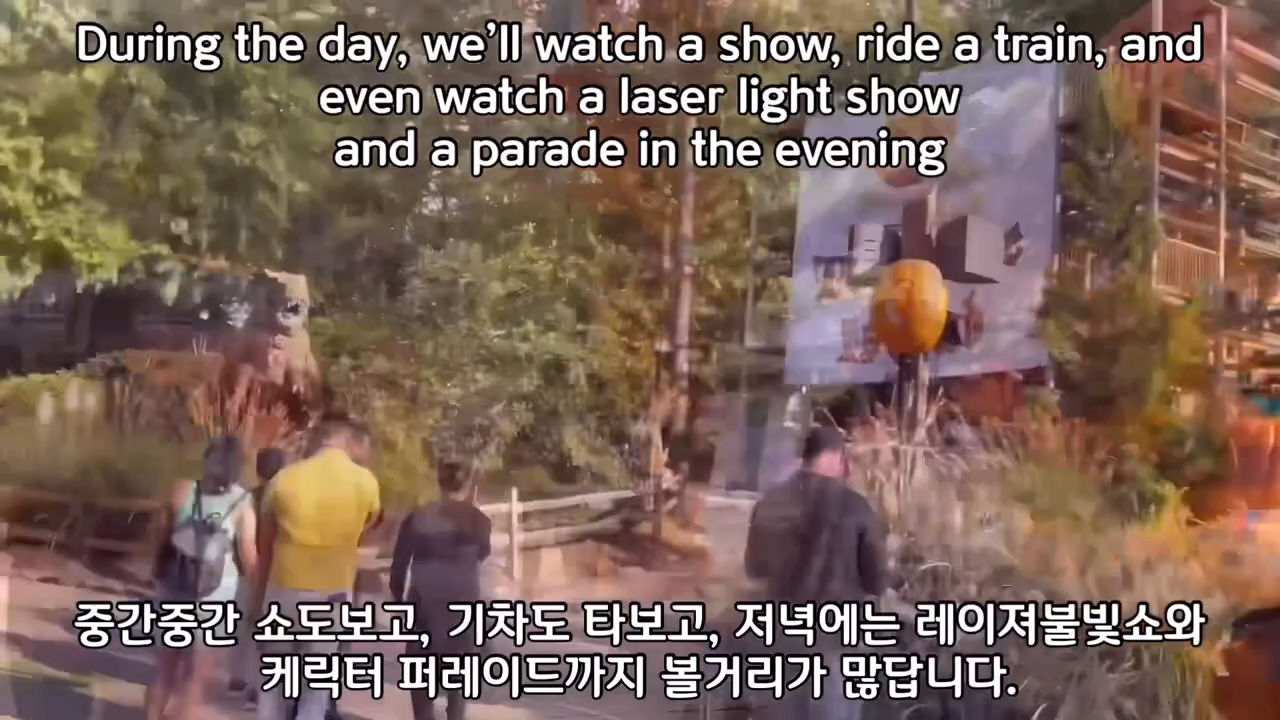 During the day, we'll watch a show, ride a train, and
even watch a laser light show
and a parade in the evening
중간중간 쇼도보고, 기차도 타보고, 저녁에는 레이져불빛쇼와
케릭터 퍼레이드까지 볼거리가 많답니다.